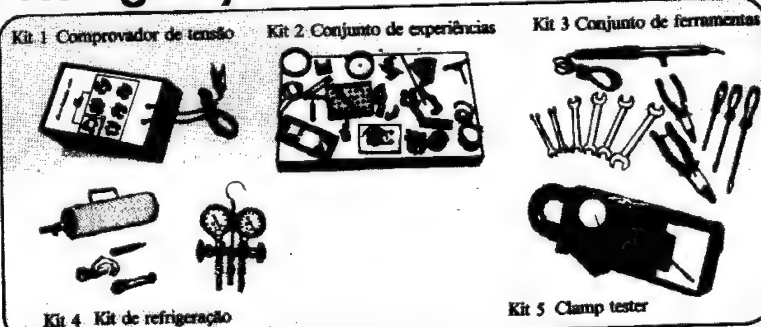 Kit 1 Comprovador de tensão
Kit 2 Conjunto de experiências
Kit 3 Conjunto de ferramentas
Kit 4 Kit de refrigeração
Kit 5 Clamp tester